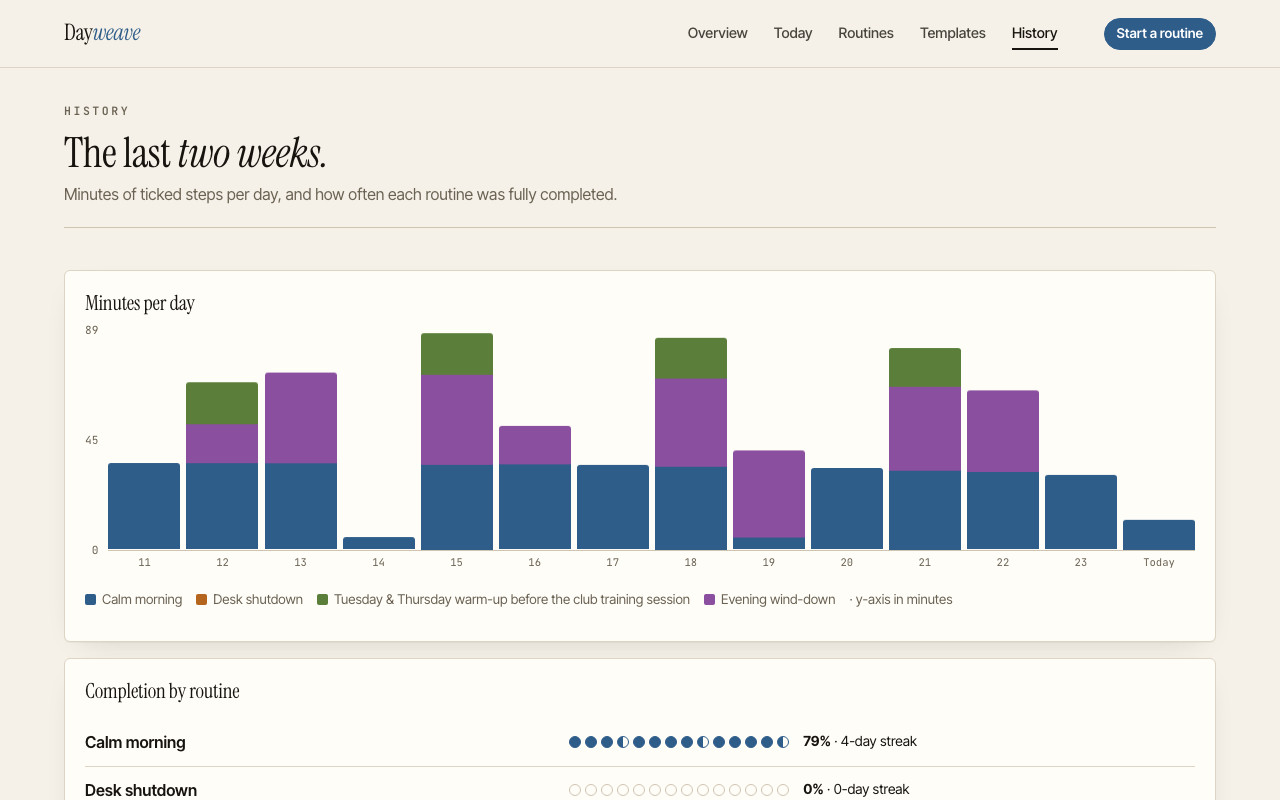 Dayweave
Overview
Today
Routines
Templates
History
Start a routine
HISTORY
The last two weeks.
Minutes of ticked steps per day, and how often each routine was fully completed.
Minutes per day
89
45
0
11 12 13 14 15 16 17 18 19 20 21 22 23 Today
Calm morning Desk shutdown Tuesday & Thursday warm-up before the club training session Evening wind-down · y-axis in minutes
Completion by routine
Calm morning 79% · 4-day streak
Desk shutdown 0% · 0-day streak